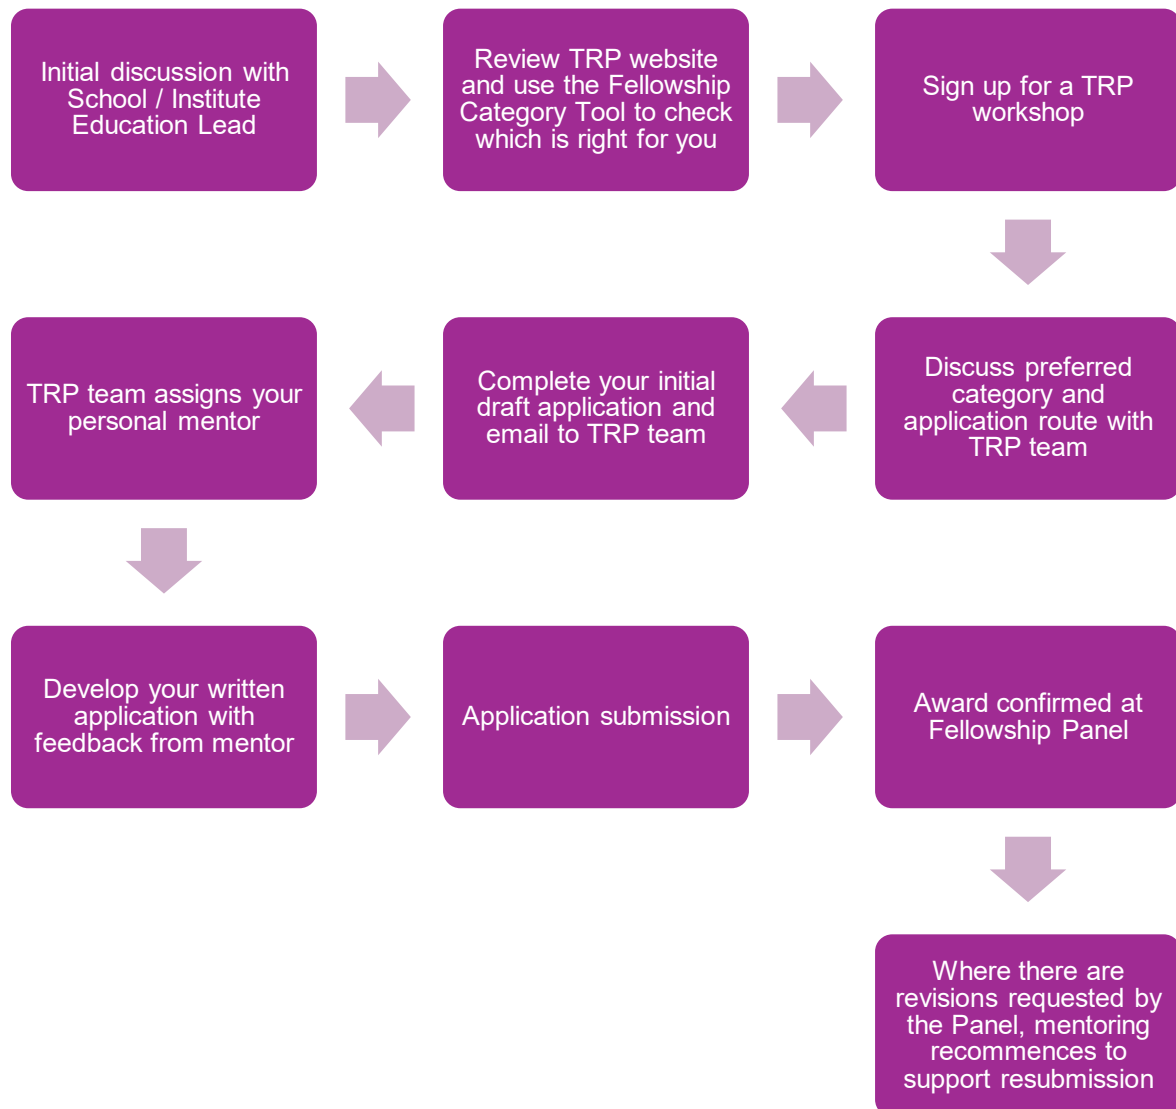 Initial discussion with
School / Institute
Education Lead
Review TRP website
and use the Fellowship
Category Tool to check
which is right for you
Sign up for a TRP
workshop
Discuss preferred
category and
application route with
TRP team
Complete your initial
draft application and
email to TRP team
TRP team assigns your
personal mentor
Develop your written
application with
feedback from mentor
Application submission
Award confirmed at
Fellowship Panel
Where there are
revisions requested by
the Panel, mentoring
recommences to
support resubmission